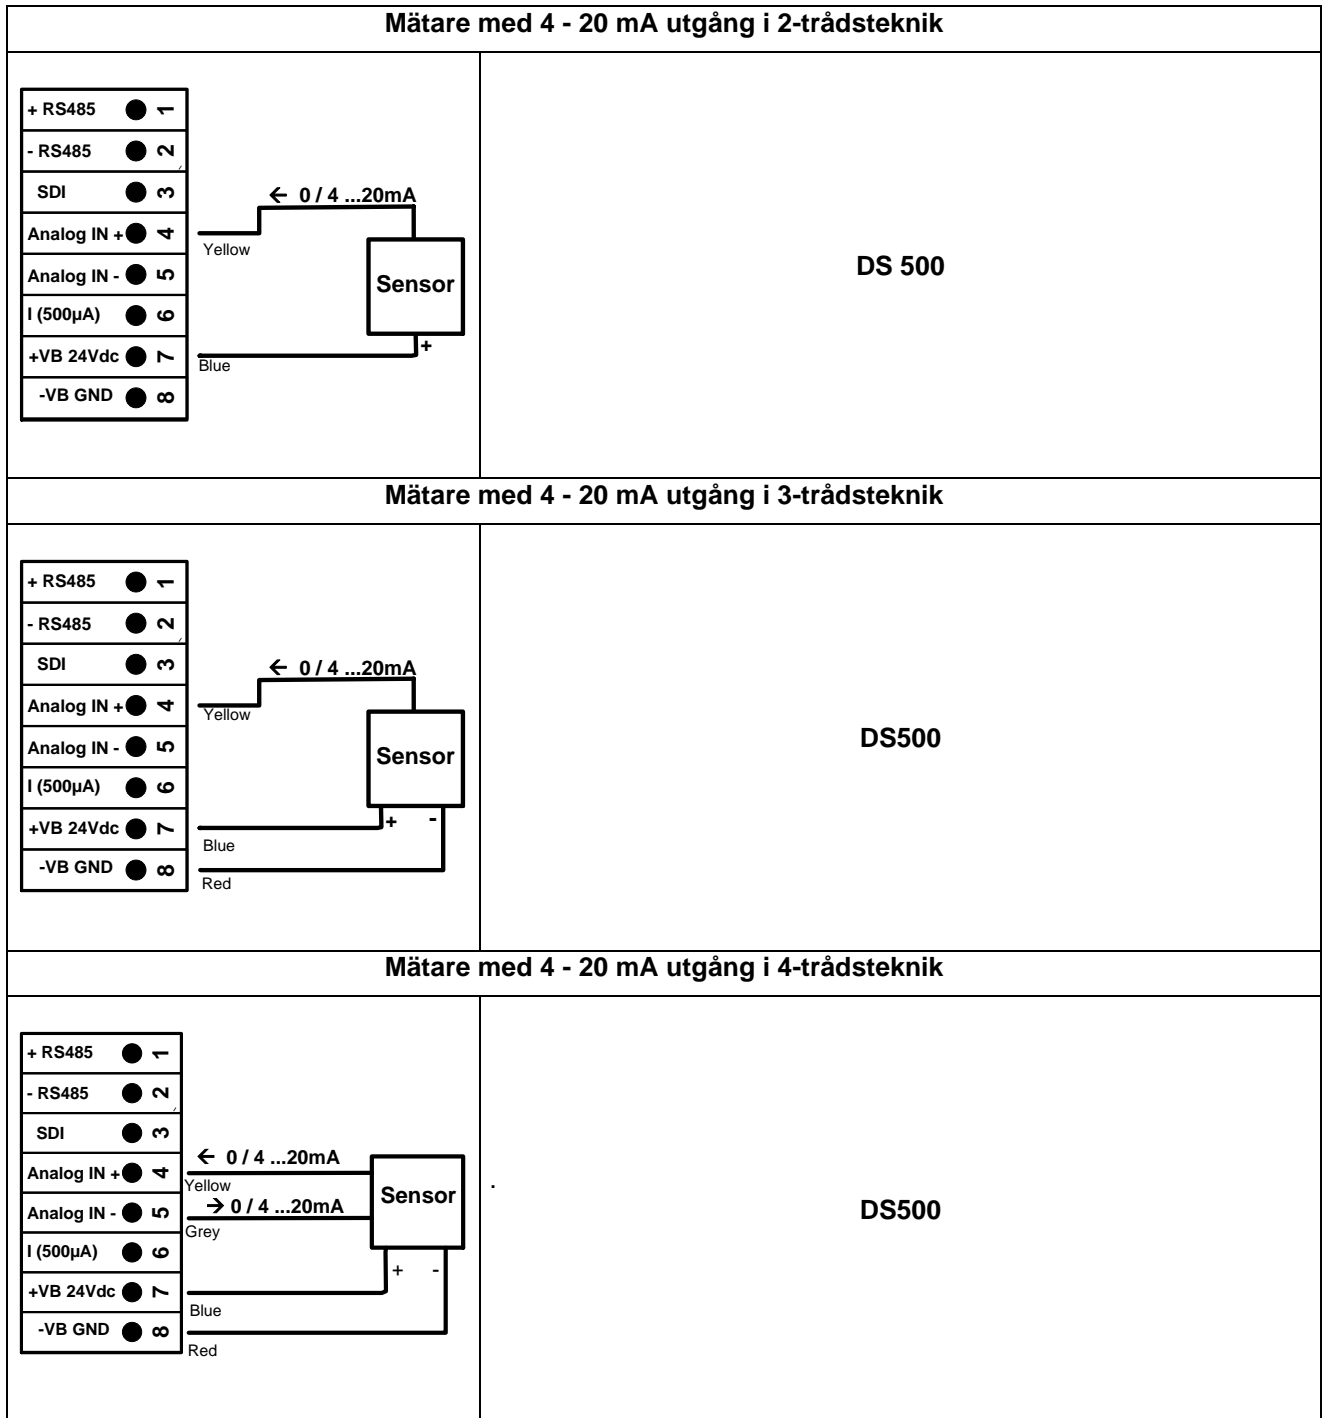 Mätare med 4 - 20 mA utgång i 2-trådsteknik
+ RS485 1
- RS485 2
SDI 3
← 0 / 4 ...20mA
Analog IN + 4
Yellow
Analog IN - 5
Sensor
I (500µA) 6
+VB 24Vdc 7
+
Blue
-VB GND 8
DS 500
Mätare med 4 - 20 mA utgång i 3-trådsteknik
+ RS485 1
- RS485 2
SDI 3
← 0 / 4 ...20mA
Analog IN + 4
Yellow
Analog IN - 5
Sensor
I (500µA) 6
+VB 24Vdc 7
+ -
Blue
-VB GND 8
Red
DS500
Mätare med 4 - 20 mA utgång i 4-trådsteknik
+ RS485 1
- RS485 2
SDI 3
← 0 / 4 ...20mA
Analog IN + 4
Yellow
Sensor
→ 0 / 4 ...20mA
Analog IN - 5
Grey
I (500µA) 6
+ -
+VB 24Vdc 7
Blue
-VB GND 8
Red
.
DS500